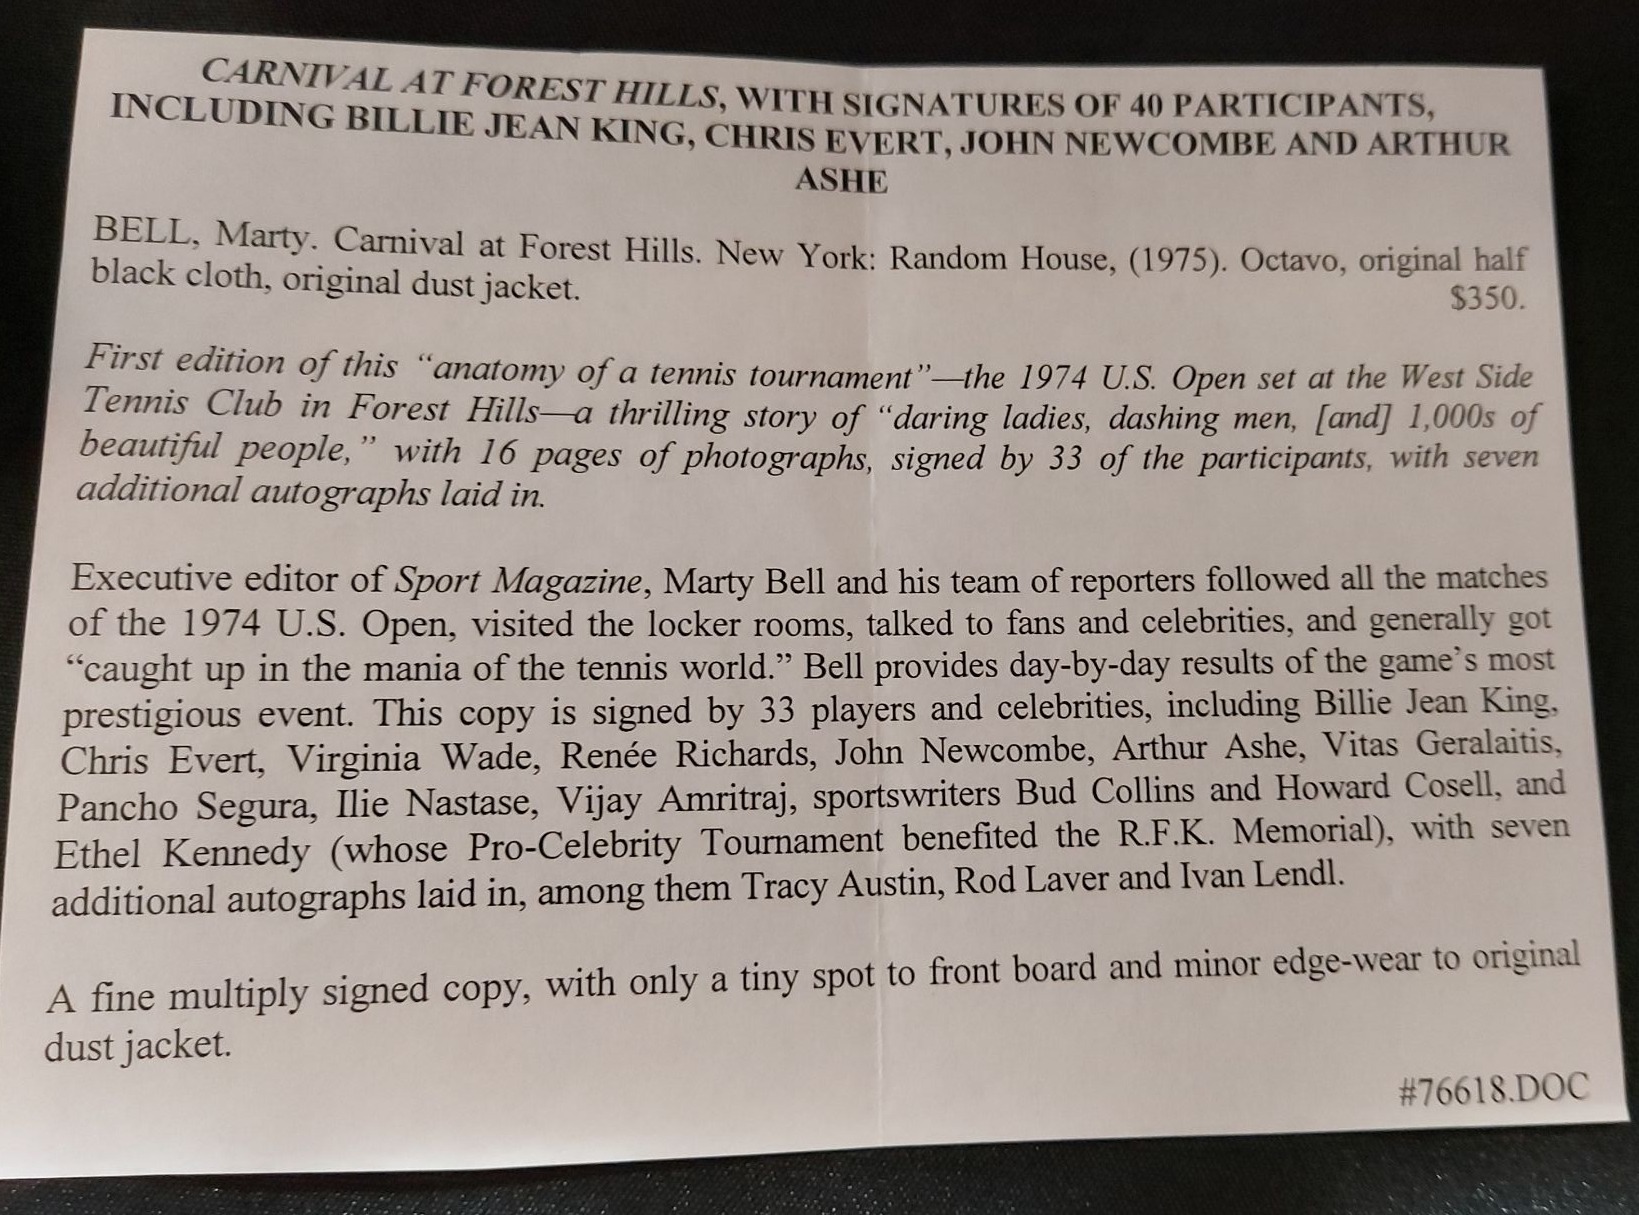 CARNIVAL AT FOREST HILLS, WITH SIGNATURES OF 40 PARTICIPANTS,
INCLUDING BILLIE JEAN KING, CHRIS EVERT, JOHN NEWCOMBE AND ARTHUR
ASHE
BELL, Marty. Carnival at Forest Hills. New York: Random House, (1975). Octavo, original half
black cloth, original dust jacket. $350.
First edition of this “anatomy of a tennis tournament”—the 1974 U.S. Open set at the West Side
Tennis Club in Forest Hills—a thrilling story of “daring ladies, dashing men, [and] 1,000s of
beautiful people,” with 16 pages of photographs, signed by 33 of the participants, with seven
additional autographs laid in.
Executive editor of Sport Magazine, Marty Bell and his team of reporters followed all the matches
of the 1974 U.S. Open, visited the locker rooms, talked to fans and celebrities, and generally got
“caught up in the mania of the tennis world.” Bell provides day-by-day results of the game’s most
prestigious event. This copy is signed by 33 players and celebrities, including Billie Jean King,
Chris Evert, Virginia Wade, Renée Richards, John Newcombe, Arthur Ashe, Vitas Geralaitis,
Pancho Segura, Ilie Nastase, Vijay Amritraj, sportswriters Bud Collins and Howard Cosell, and
Ethel Kennedy (whose Pro-Celebrity Tournament benefited the R.F.K. Memorial), with seven
additional autographs laid in, among them Tracy Austin, Rod Laver and Ivan Lendl.
A fine multiply signed copy, with only a tiny spot to front board and minor edge-wear to original
dust jacket.
#76618.DOC